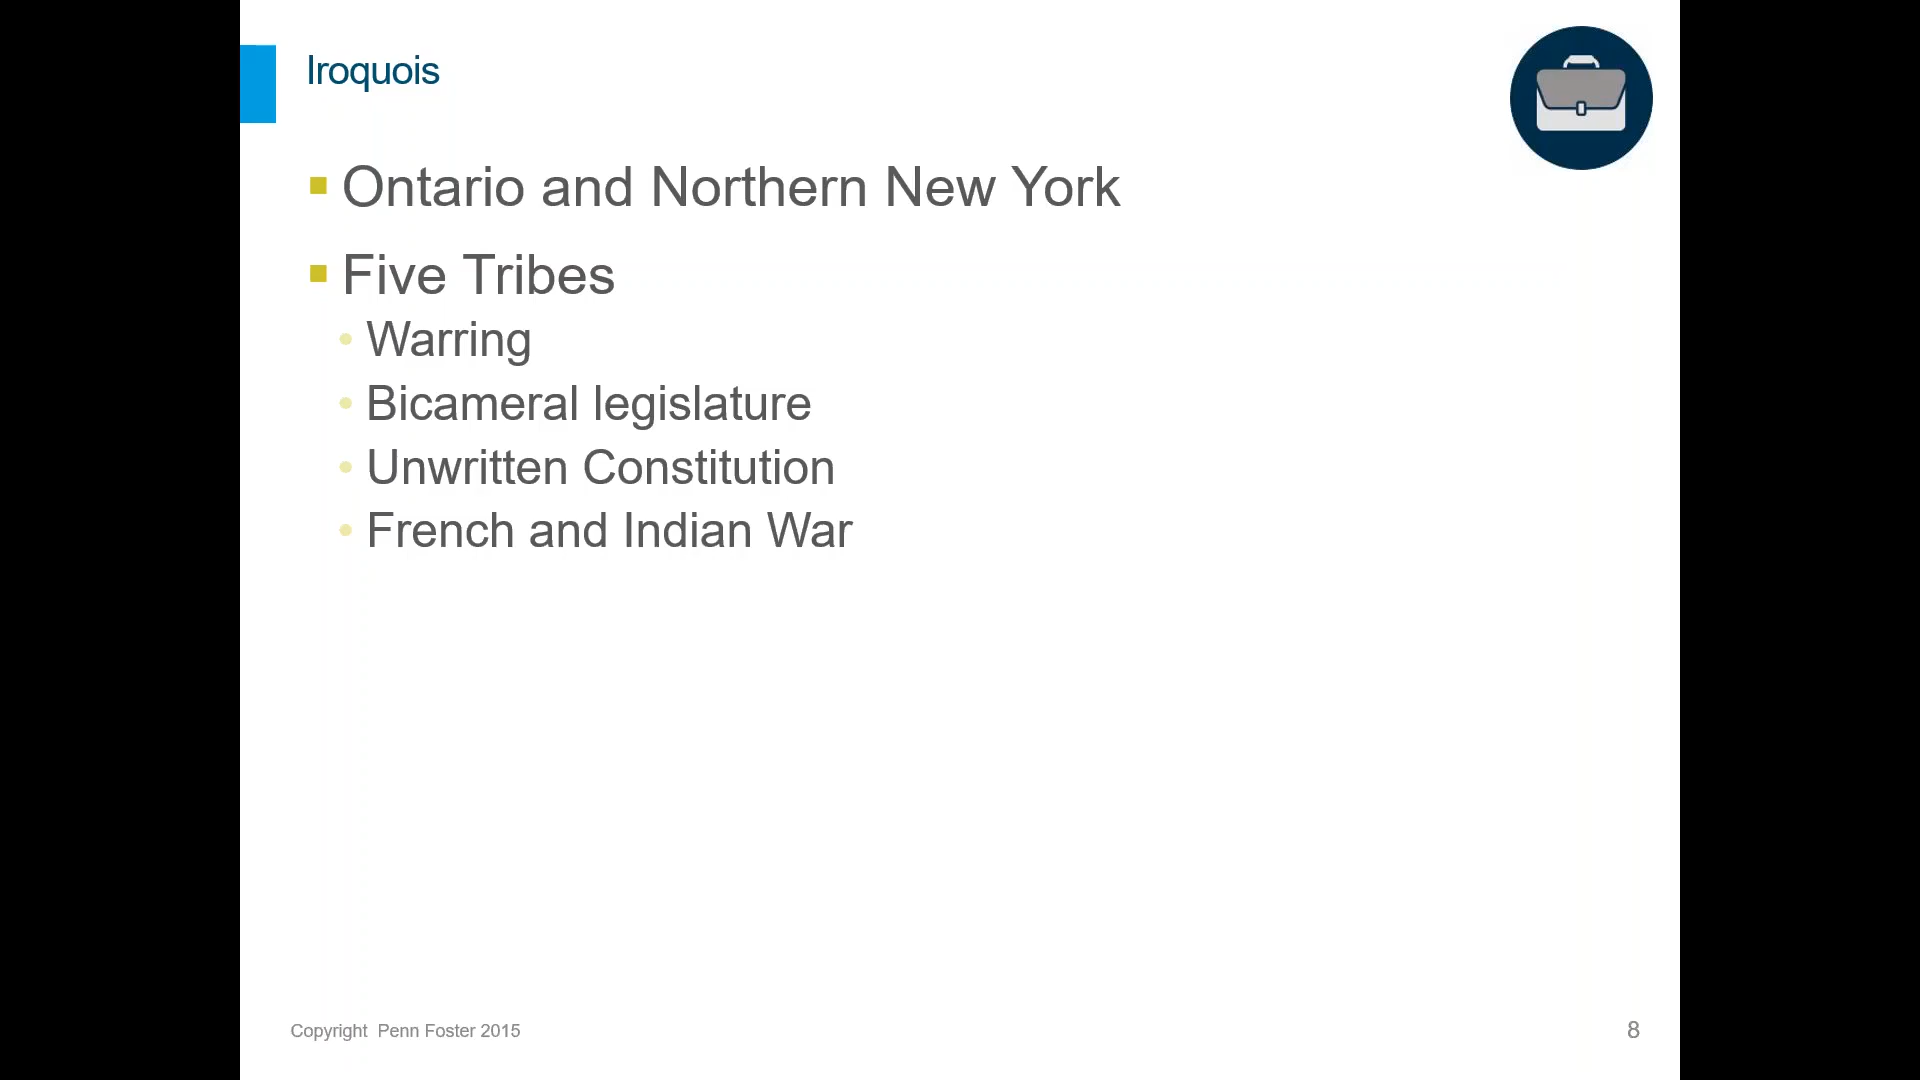 Iroquois
Ontario and Northern New York
Five Tribes
Warring
Bicameral legislature
Unwritten Constitution
French and Indian War
Copyright Penn Foster 2015
8